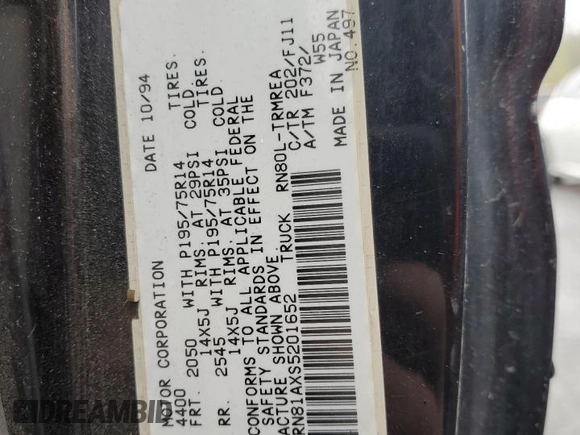 MOTOR CORPORATION DATE 10/94
4400
FRT. 2050 WITH P195/75R14 TIRES.
14X5J RIMS. AT 29PSI COLD.
RR. 2545 WITH P195/75R14 TIRES.
14X5J RIMS. AT 35PSI COLD.
CONFORMS TO ALL APPLICABLE FEDERAL
SAFETY STANDARDS IN EFFECT ON THE
ACTURE SHOWN ABOVE.
RN81AXS5201652 TRUCK
RN80L-TRMREA
C/TR 202/FJ11
A/TM F372/
W55
MADE IN JAPAN
NO.497
DREAMBID